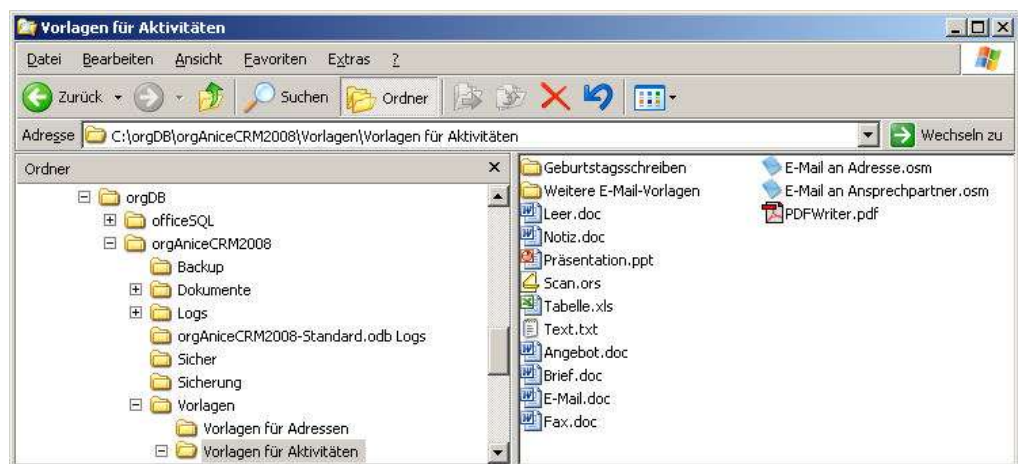 Vorlagen für Aktivitäten
Datei Bearbeiten Ansicht Favoriten Extras ?
Zurück Suchen Ordner
Adresse C:\orgDB\orgAniceCRM2008\Vorlagen\Vorlagen für Aktivitäten Wechseln zu
Ordner
orgDB
officeSQL
orgAniceCRM2008
Backup
Dokumente
Logs
orgAniceCRM2008-Standard.odb Logs
Sicher
Sicherung
Vorlagen
Vorlagen für Adressen
Vorlagen für Aktivitäten
Geburtstagsschreiben
Weitere E-Mail-Vorlagen
Leer.doc
Notiz.doc
Präsentation.ppt
Scan.ors
Tabelle.xls
Text.txt
Angebot.doc
Brief.doc
E-Mail.doc
Fax.doc
E-Mail an Adresse.osm
E-Mail an Ansprechpartner.osm
PDFWriter.pdf